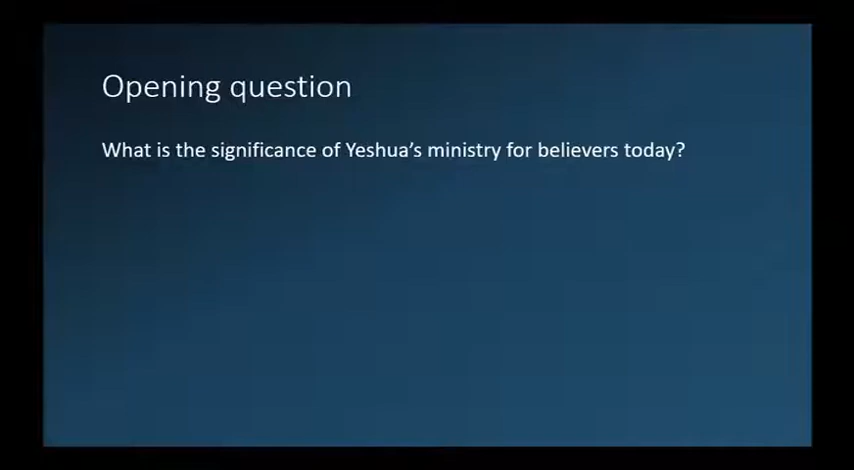 Opening question
What is the significance of Yeshua's ministry for believers today?